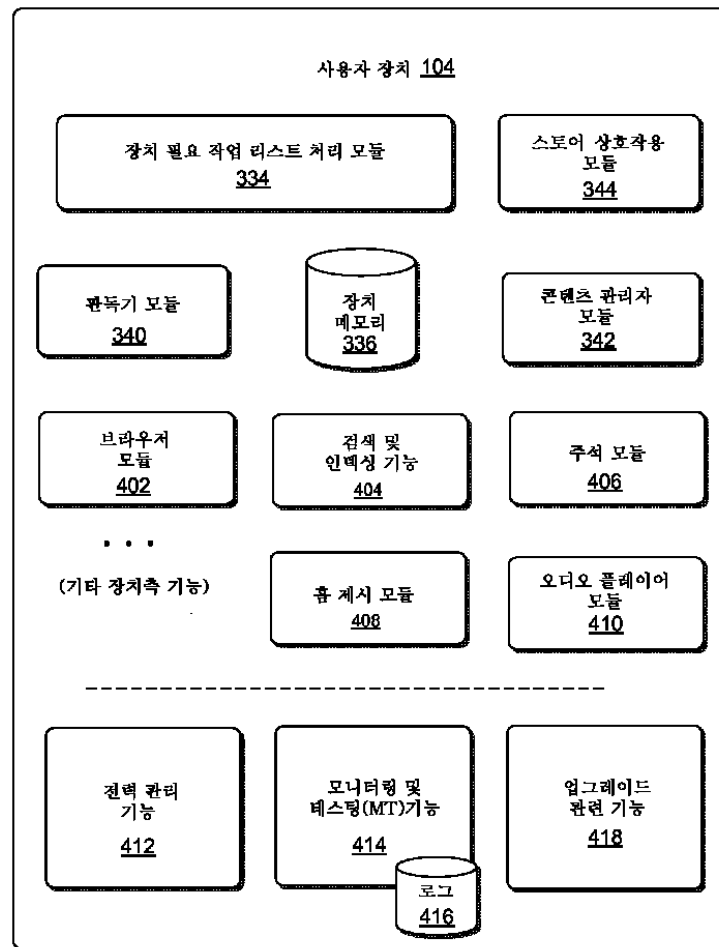 사용자 장치 104
장치 필요 작업 리스트 처리 모듈
334
스토어 상호작용
모듈
344
판독기 모듈
340
장치
메모리
336
콘텐츠 관리자
모듈
342
브라우저
모듈
402
검색 및
인덱싱 기능
404
주석 모듈
406
. . .
(기타 장치측 기능)
홈 제시 모듈
408
오디오 플레이어
모듈
410
전력 관리
기능
412
모니터링 및
테스팅(MT)기능
414
로그
416
업그레이드
관련 기능
418